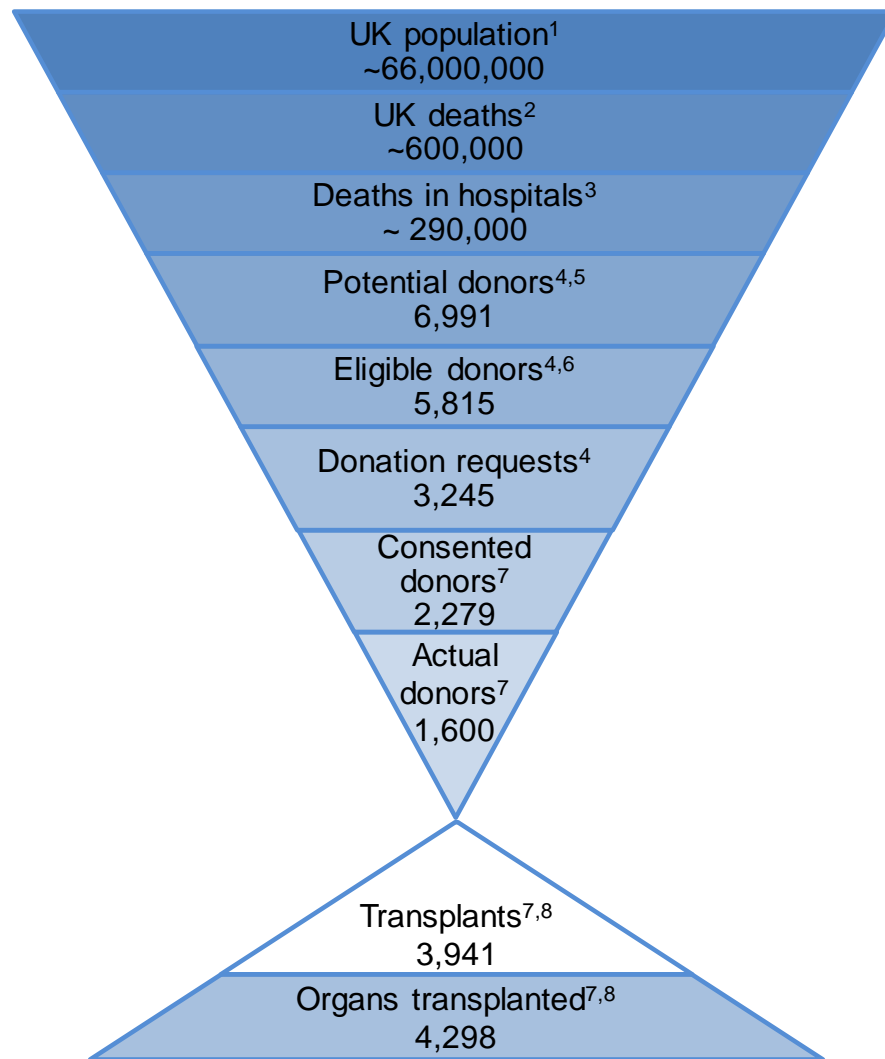 UK population¹
~66,000,000
UK deaths²
~600,000
Deaths in hospitals³
~ 290,000
Potential donors⁴,⁵
6,991
Eligible donors⁴,⁶
5,815
Donation requests⁴
3,245
Consented
donors⁷
2,279
Actual
donors⁷
1,600
Transplants⁷,⁸
3,941
Organs transplanted⁷,⁸
4,298